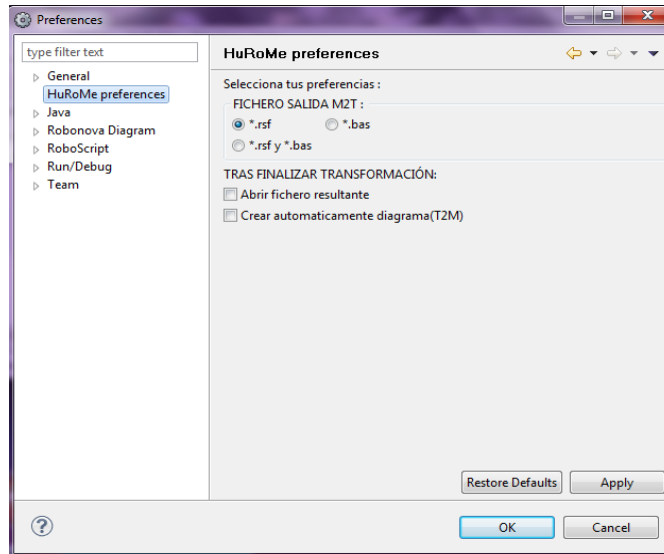 Preferences
type filter text
General
HuRoMe preferences
Java
Robonova Diagram
RoboScript
Run/Debug
Team
HuRoMe preferences
Selecciona tus preferencias :
FICHERO SALIDA M2T :
*.rsf *.bas
*.rsf y *.bas
TRAS FINALIZAR TRANSFORMACIÓN:
Abrir fichero resultante
Crear automaticamente diagrama(T2M)
Restore Defaults Apply
? OK Cancel